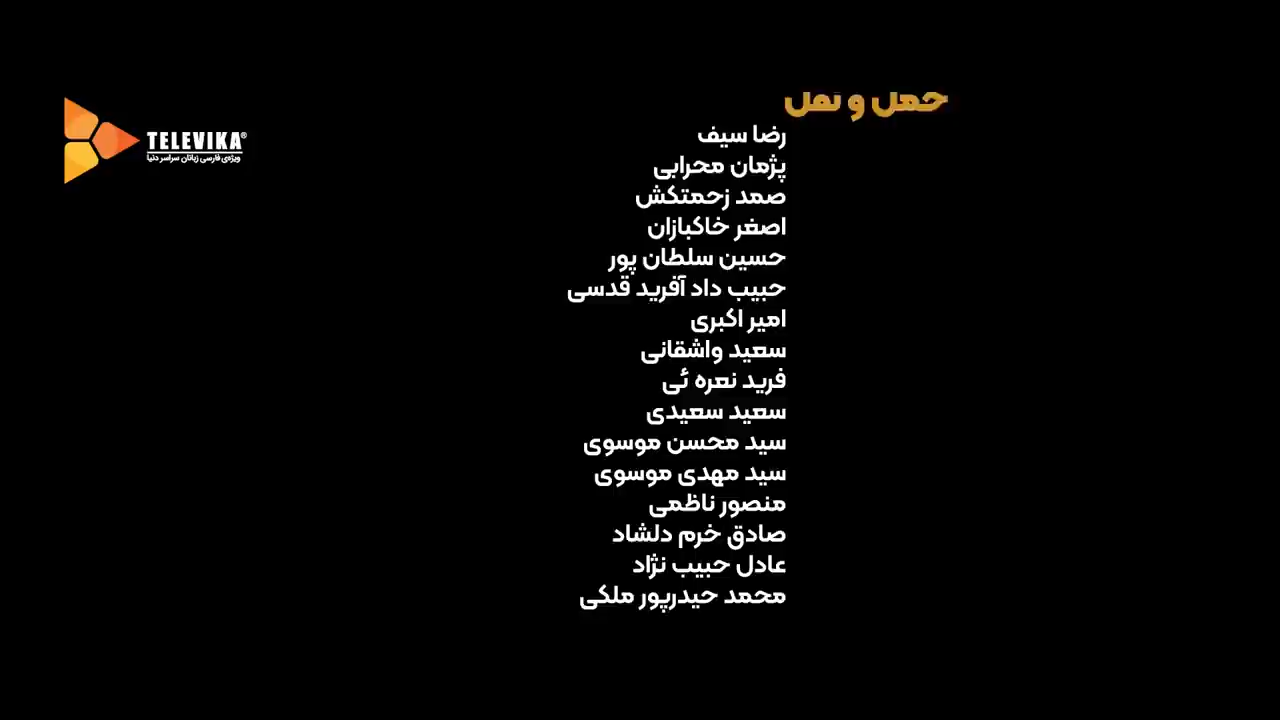 حمل و نقل
رضا سیف
پژمان محرابی
صمد زحمتکش
اصغر خاکبازان
حسین سلطان پور
حبیب داد آفرید قدسی
امیر اکبری
سعید واشقانی
فرید نعره ئی
سعید سعیدی
سید محسن موسوی
سید مهدی موسوی
منصور ناظمی
صادق خرم دلشاد
عادل حبیب نژاد
محمد حیدرپور ملکی
TELEVIKA®
ویژه‌ی فارسی زبانان سراسر دنیا